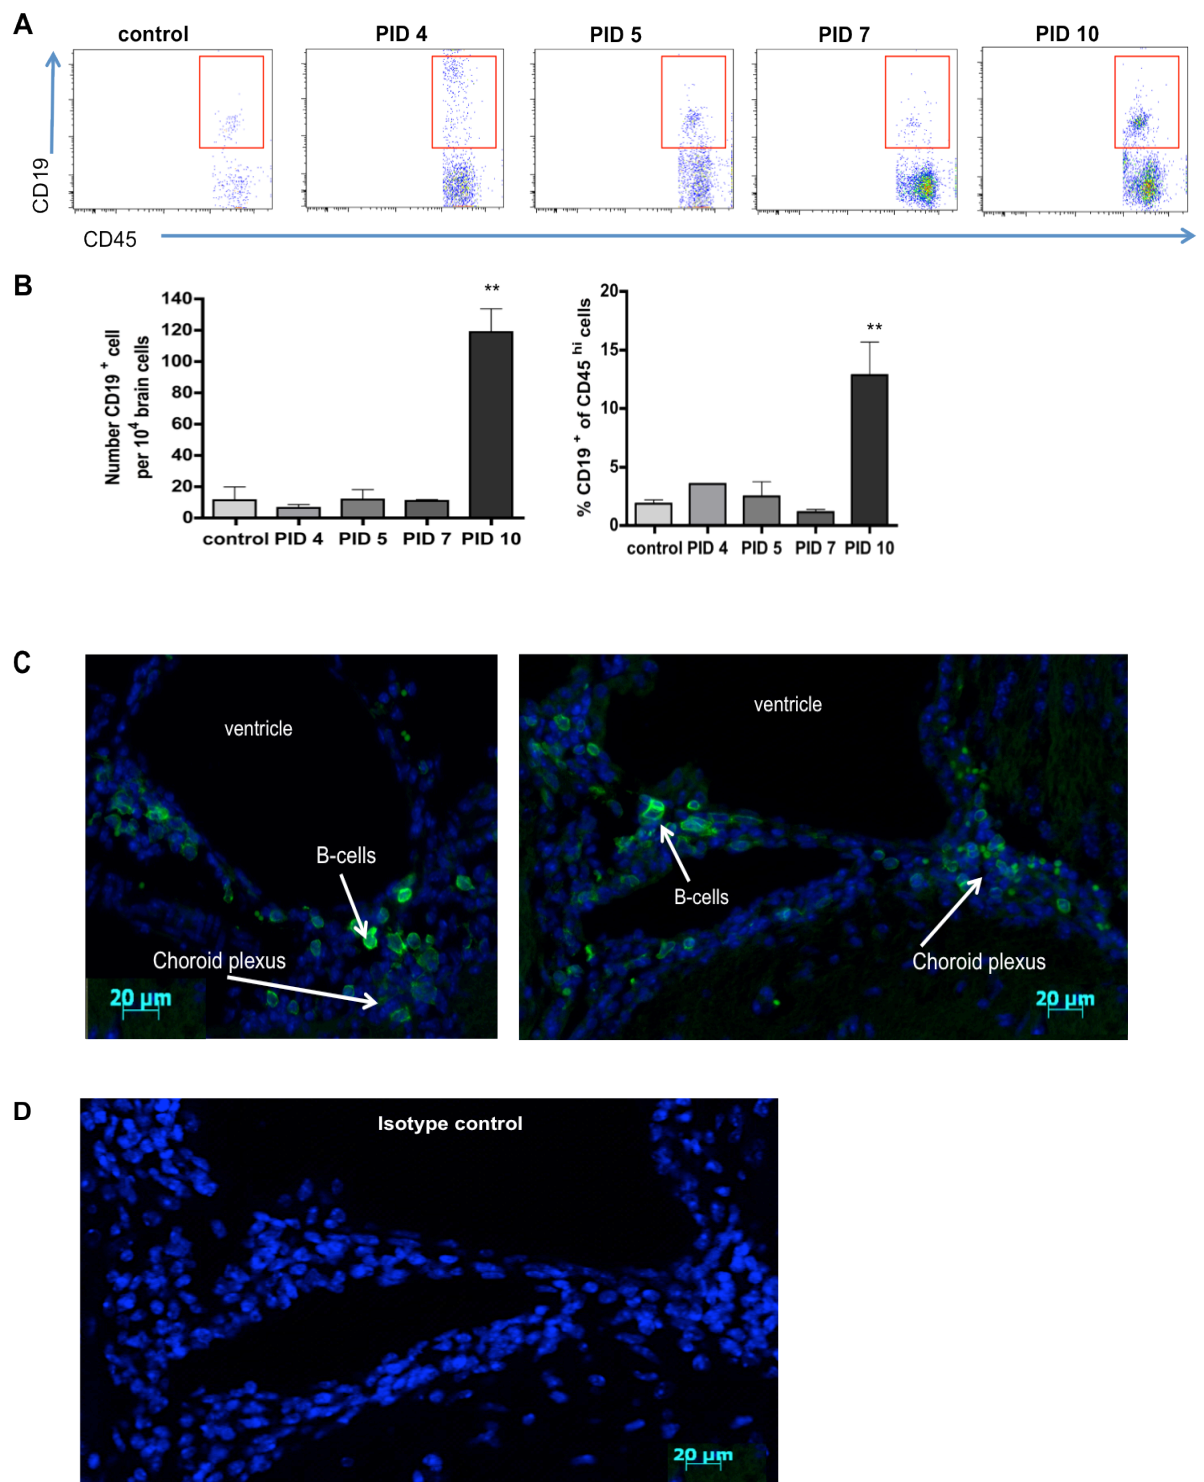 A
control
PID 4
PID 5
PID 7
PID 10
CD19
CD45
B
Number CD19 + cell
per 10^4 brain cells
140
120
100
80
60
40
20
0
**
control PID 4 PID 5 PID 7 PID 10
% CD19 + of CD45 hi cells
20
15
10
5
0
**
control PID 4 PID 5 PID 7 PID 10
C
ventricle
B-cells
Choroid plexus
20 µm
ventricle
B-cells
Choroid plexus
20 µm
D
Isotype control
20 µm